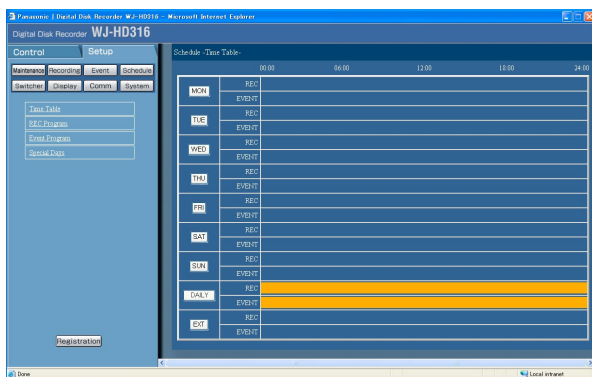 Panasonic | Digital Disk Recorder WJ-HD316 - Microsoft Internet Explorer
Digital Disk Recorder WJ-HD316
Control Setup
Schedule -Time Table-
Maintenance Recording Event Schedule
Switcher Display Comm System
Time Table
REC Program
Event Program
Special Days
Registration
00:00 06:00 12:00 18:00 24:00
MON REC
EVENT
TUE REC
EVENT
WED REC
EVENT
THU REC
EVENT
FRI REC
EVENT
SAT REC
EVENT
SUN REC
EVENT
DAILY REC
EVENT
EXT REC
EVENT
Done Local intranet